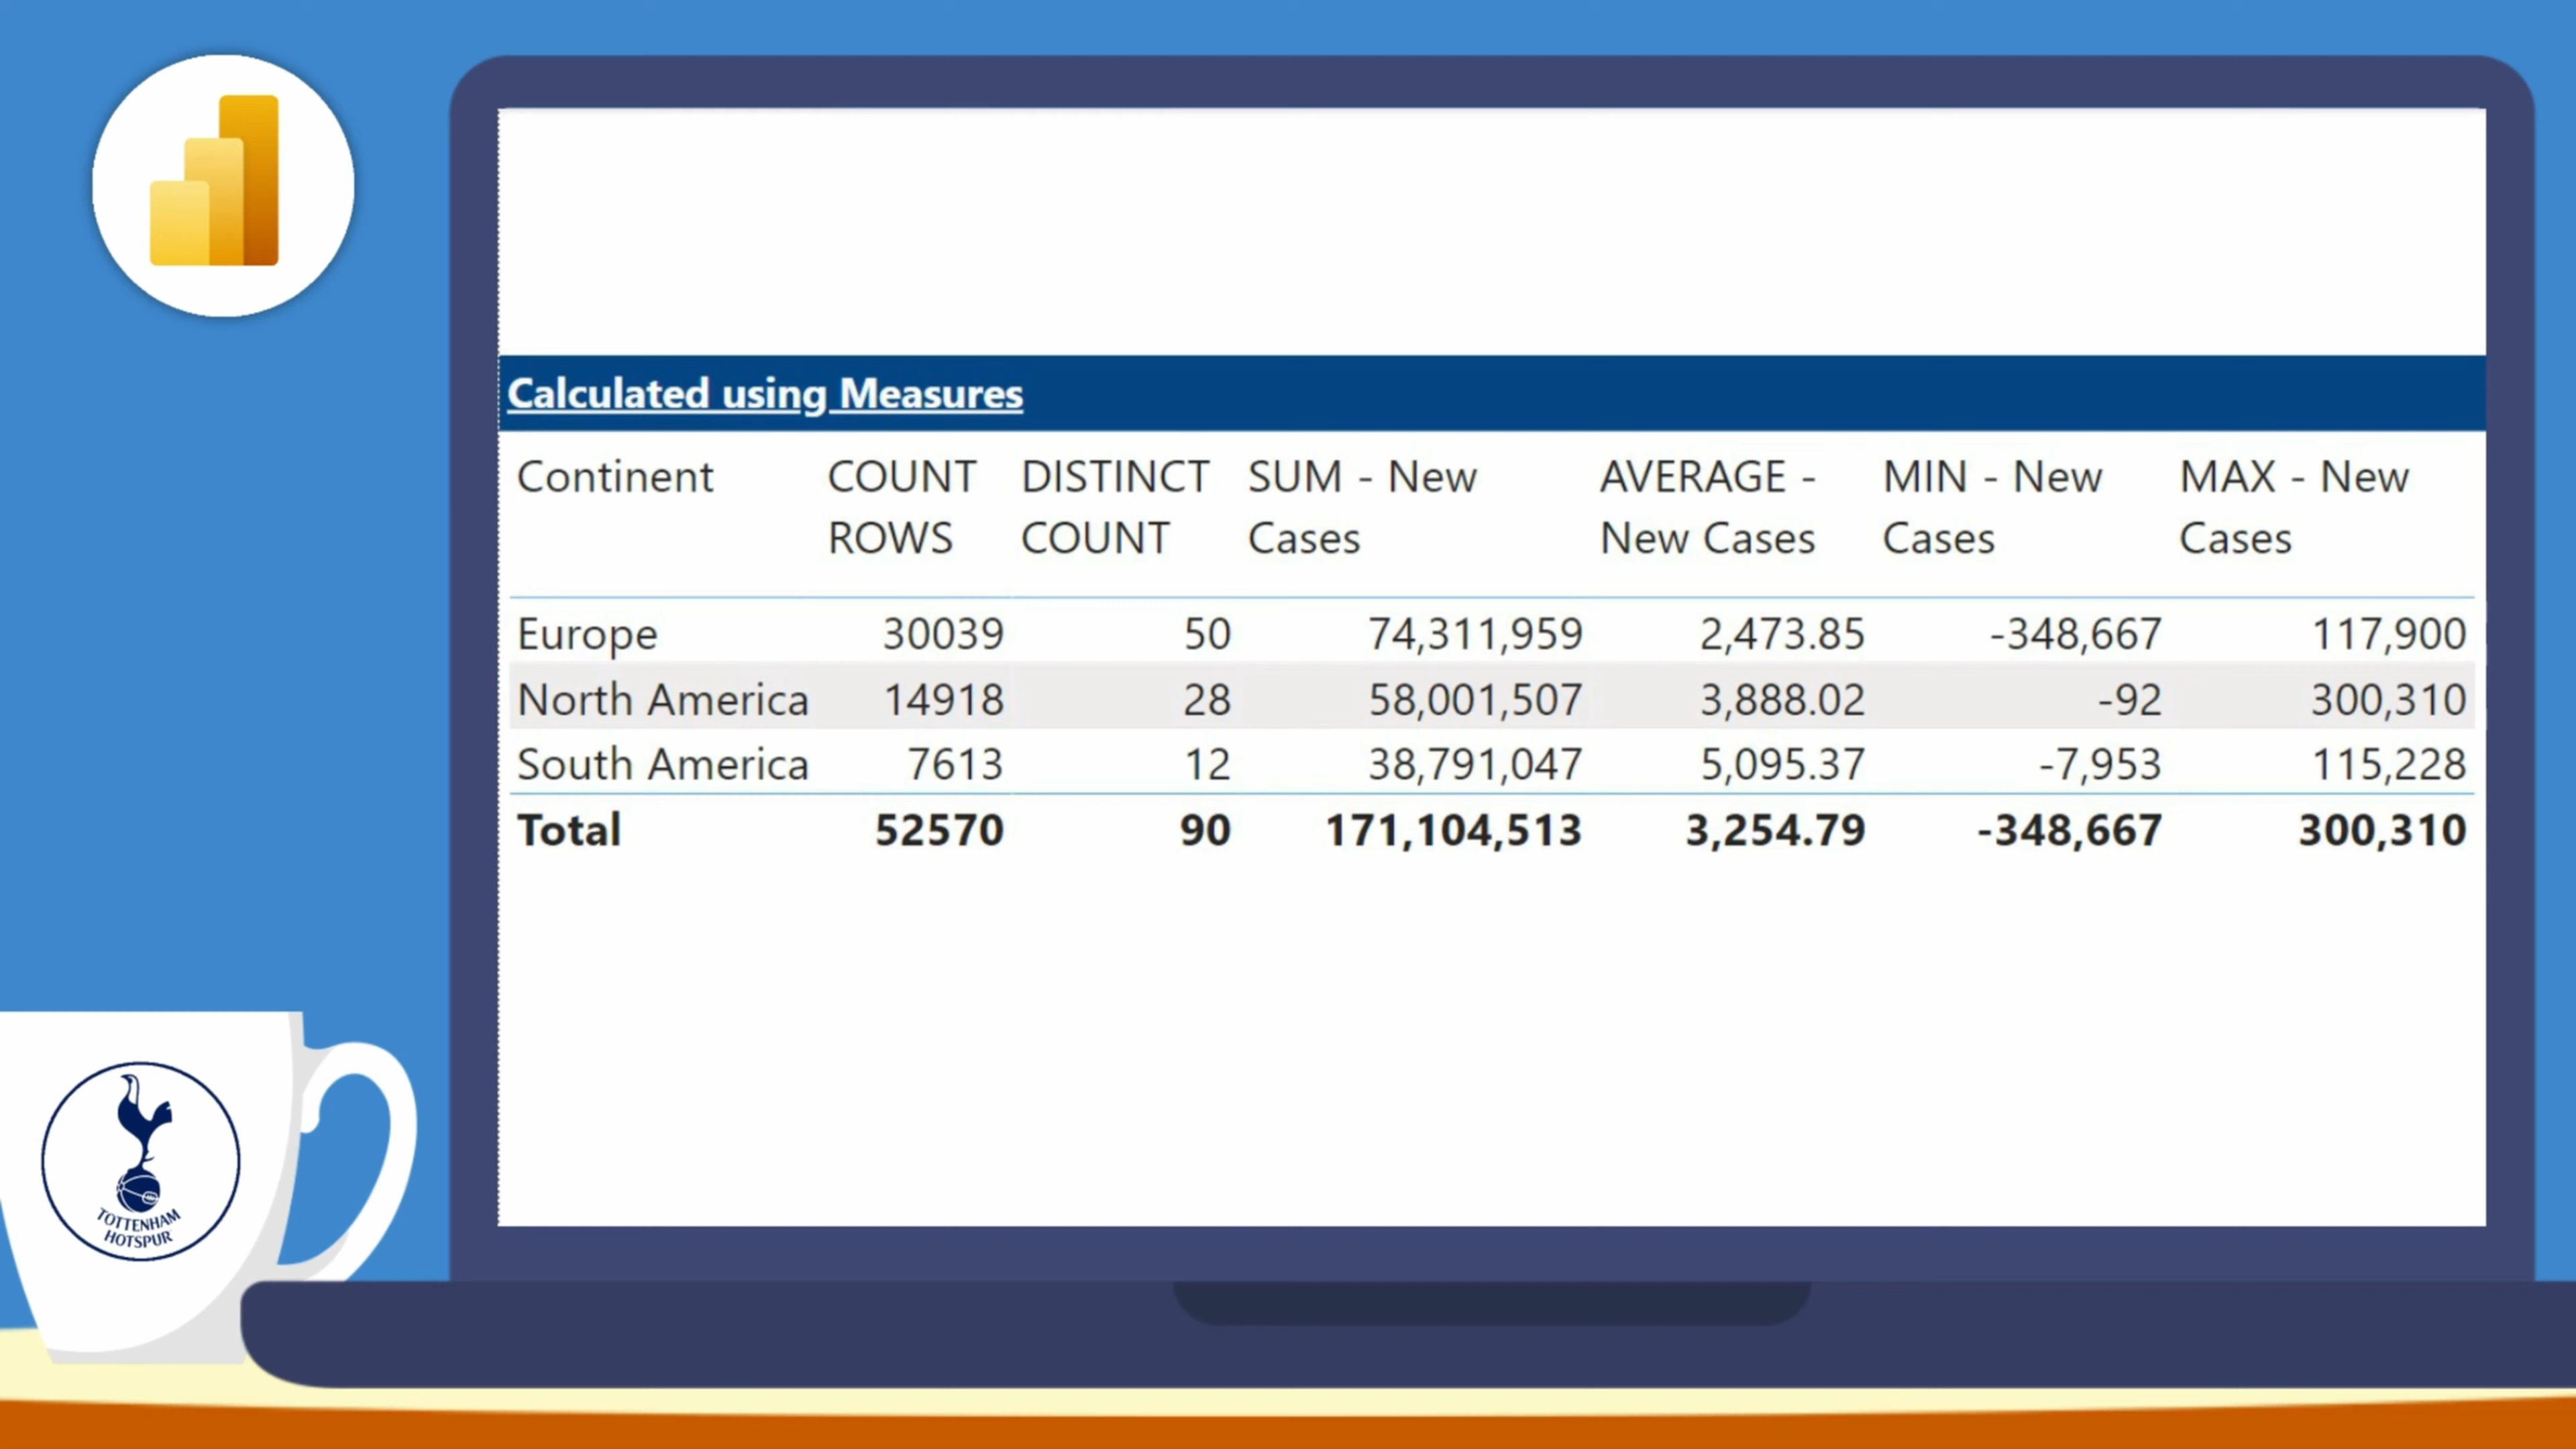 Calculated using Measures
Continent COUNT ROWS DISTINCT COUNT SUM - New Cases AVERAGE - New Cases MIN - New Cases MAX - New Cases
Europe 30039 50 74,311,959 2,473.85 -348,667 117,900
North America 14918 28 58,001,507 3,888.02 -92 300,310
South America 7613 12 38,791,047 5,095.37 -7,953 115,228
Total 52570 90 171,104,513 3,254.79 -348,667 300,310
TOTTENHAM
HOTSPUR